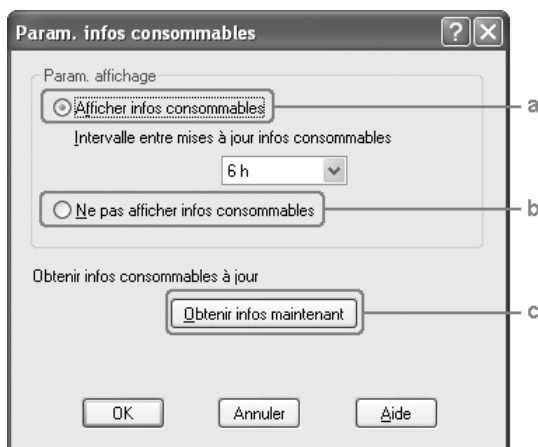 Param. infos consommables
Param. affichage
Afficher infos consommables
a
Intervalle entre mises à jour infos consommables
6 h
Ne pas afficher infos consommables
b
Obtenir infos consommables à jour
Obtenir infos maintenant
c
OK
Annuler
Aide